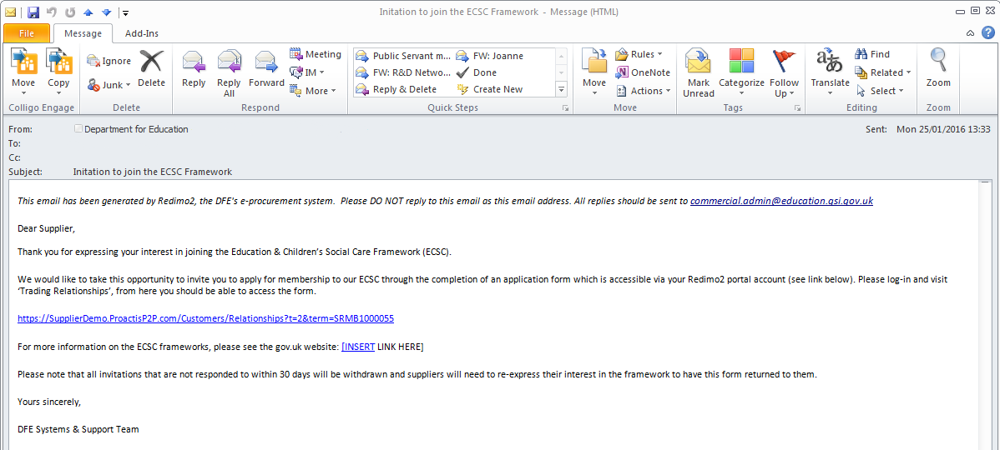 Initation to join the ECSC Framework - Message (HTML)
File Message Add-Ins
Move Copy Ignore Junk Delete Reply Reply All Forward Meeting IM More Public Servant m... FW: Joanne FW: R&D Netwo... Done Reply & Delete Create New Move Rules OneNote Actions Mark Unread Categorize Follow Up Translate Find Related Select Zoom
Colligo Engage Delete Respond Quick Steps Move Tags Editing Zoom
From: Department for Education Sent: Mon 25/01/2016 13:33
To:
Cc:
Subject: Initation to join the ECSC Framework
This email has been generated by Redimo2, the DFE's e-procurement system. Please DO NOT reply to this email as this email address. All replies should be sent to commercial.admin@education.gsi.gov.uk
Dear Supplier,
Thank you for expressing your interest in joining the Education & Children's Social Care Framework (ECSC).
We would like to take this opportunity to invite you to apply for membership to our ECSC through the completion of an application form which is accessible via your Redimo2 portal account (see link below). Please log-in and visit
'Trading Relationships', from here you should be able to access the form.
https://SupplierDemo.ProactisP2P.com/Customers/Relationships?t=2&term=SRMB1000055
For more information on the ECSC frameworks, please see the gov.uk website: [INSERT LINK HERE]
Please note that all invitations that are not responded to within 30 days will be withdrawn and suppliers will need to re-express their interest in the framework to have this form returned to them.
Yours sincerely,
DFE Systems & Support Team